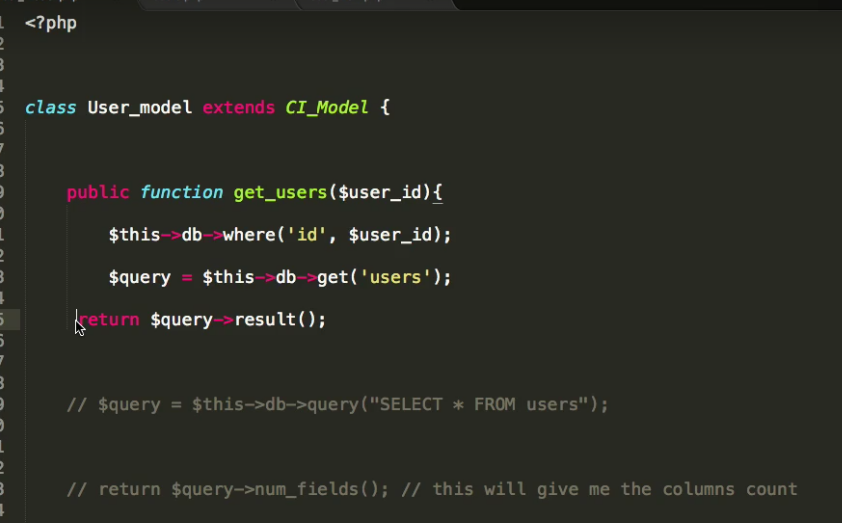 <?php
class User_model extends CI_Model {
public function get_users($user_id){
$this->db->where('id', $user_id);
$query = $this->db->get('users');
return $query->result();
// $query = $this->db->query("SELECT * FROM users");
// return $query->num_fields(); // this will give me the columns count